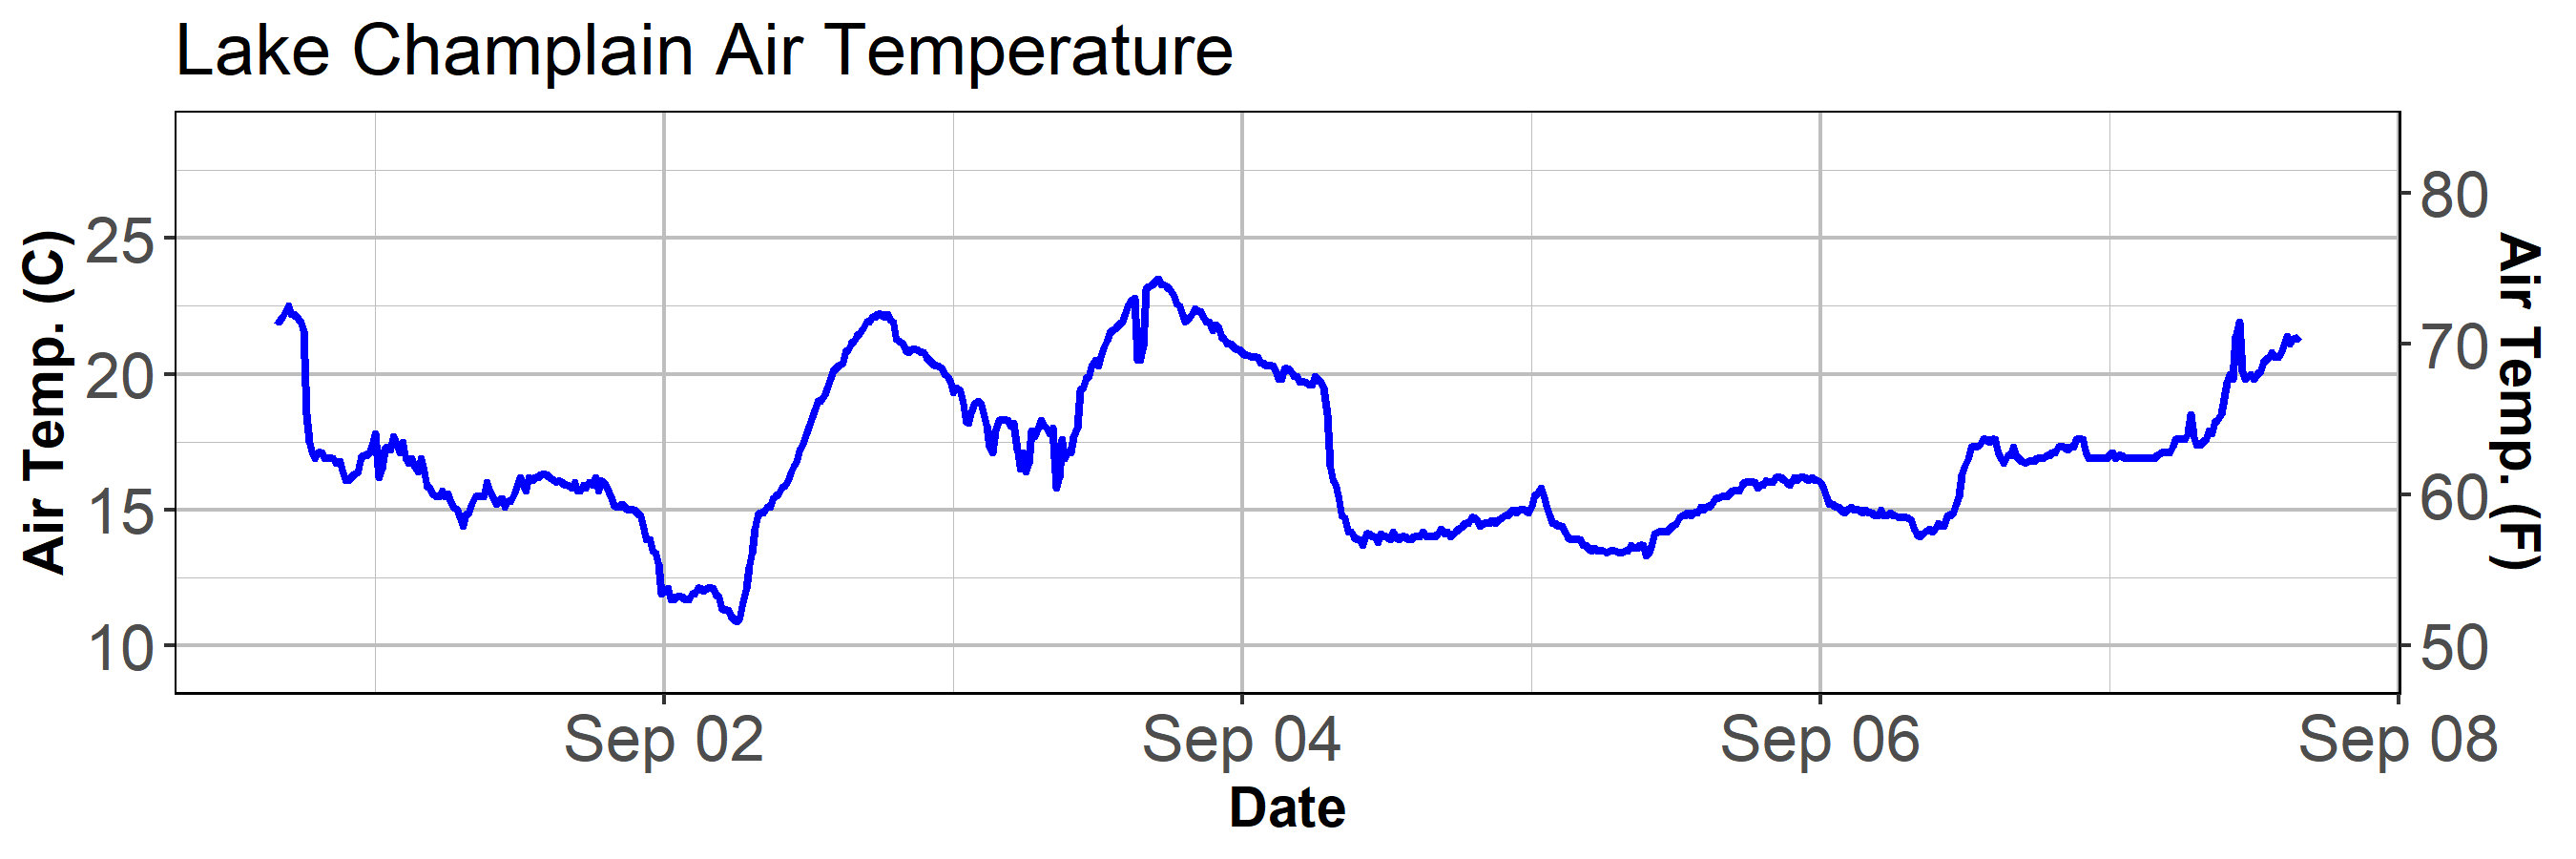 Lake Champlain Air Temperature
Air Temp. (C)
25
20
15
10
80
70
60
50
Air Temp. (F)
Sep 02 Sep 04 Sep 06 Sep 08
Date